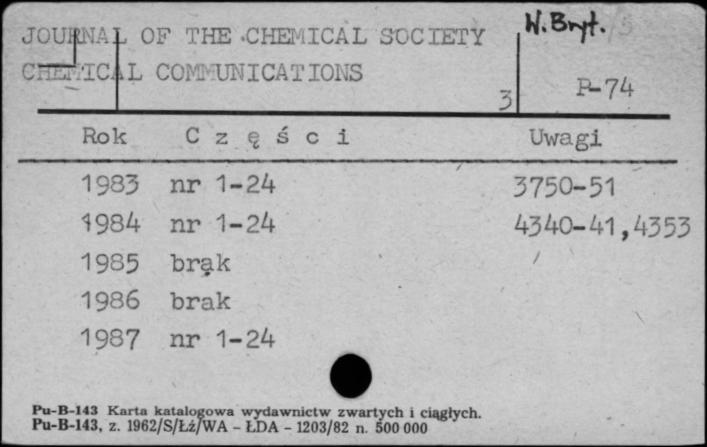 W. Bryt.
JOURNAL OF THE CHEMICAL SOCIETY
CHEMICAL COMMUNICATIONS
3 P-74
Rok Części Uwagi
1983 nr 1-24 3750-51
1984 nr 1-24 4340-41,4353
1985 brak
1986 brak
1987 nr 1-24
Pu-B-143 Karta katalogowa wydawnictw zwartych i ciągłych.
Pu-B-143, z. 1962/S/Łź/WA - ŁDA - 1203/82 n. 500 000